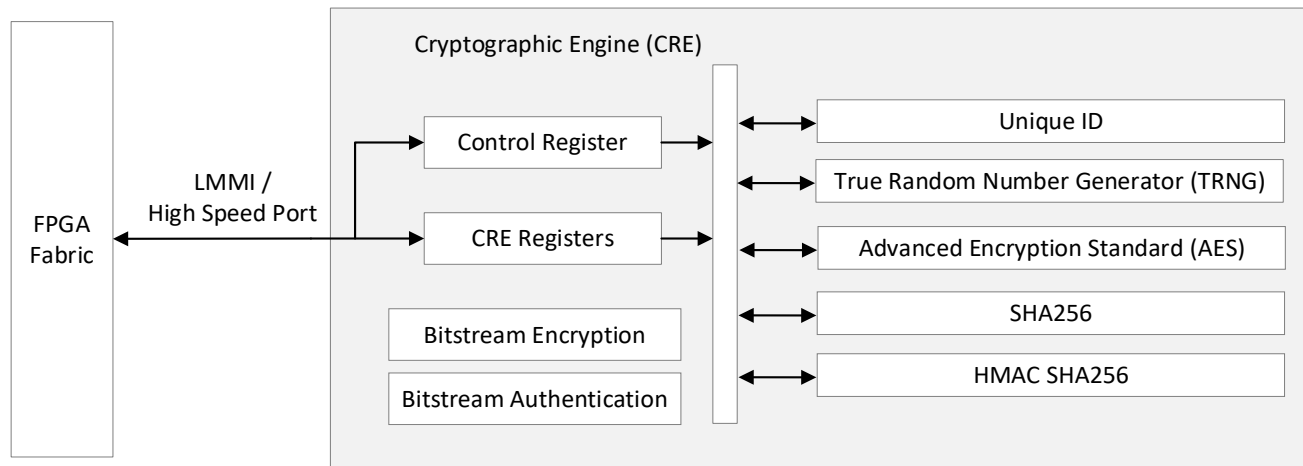 Cryptographic Engine (CRE)
FPGA
Fabric
LMMI /
High Speed Port
Control Register
CRE Registers
Bitstream Encryption
Bitstream Authentication
Unique ID
True Random Number Generator (TRNG)
Advanced Encryption Standard (AES)
SHA256
HMAC SHA256